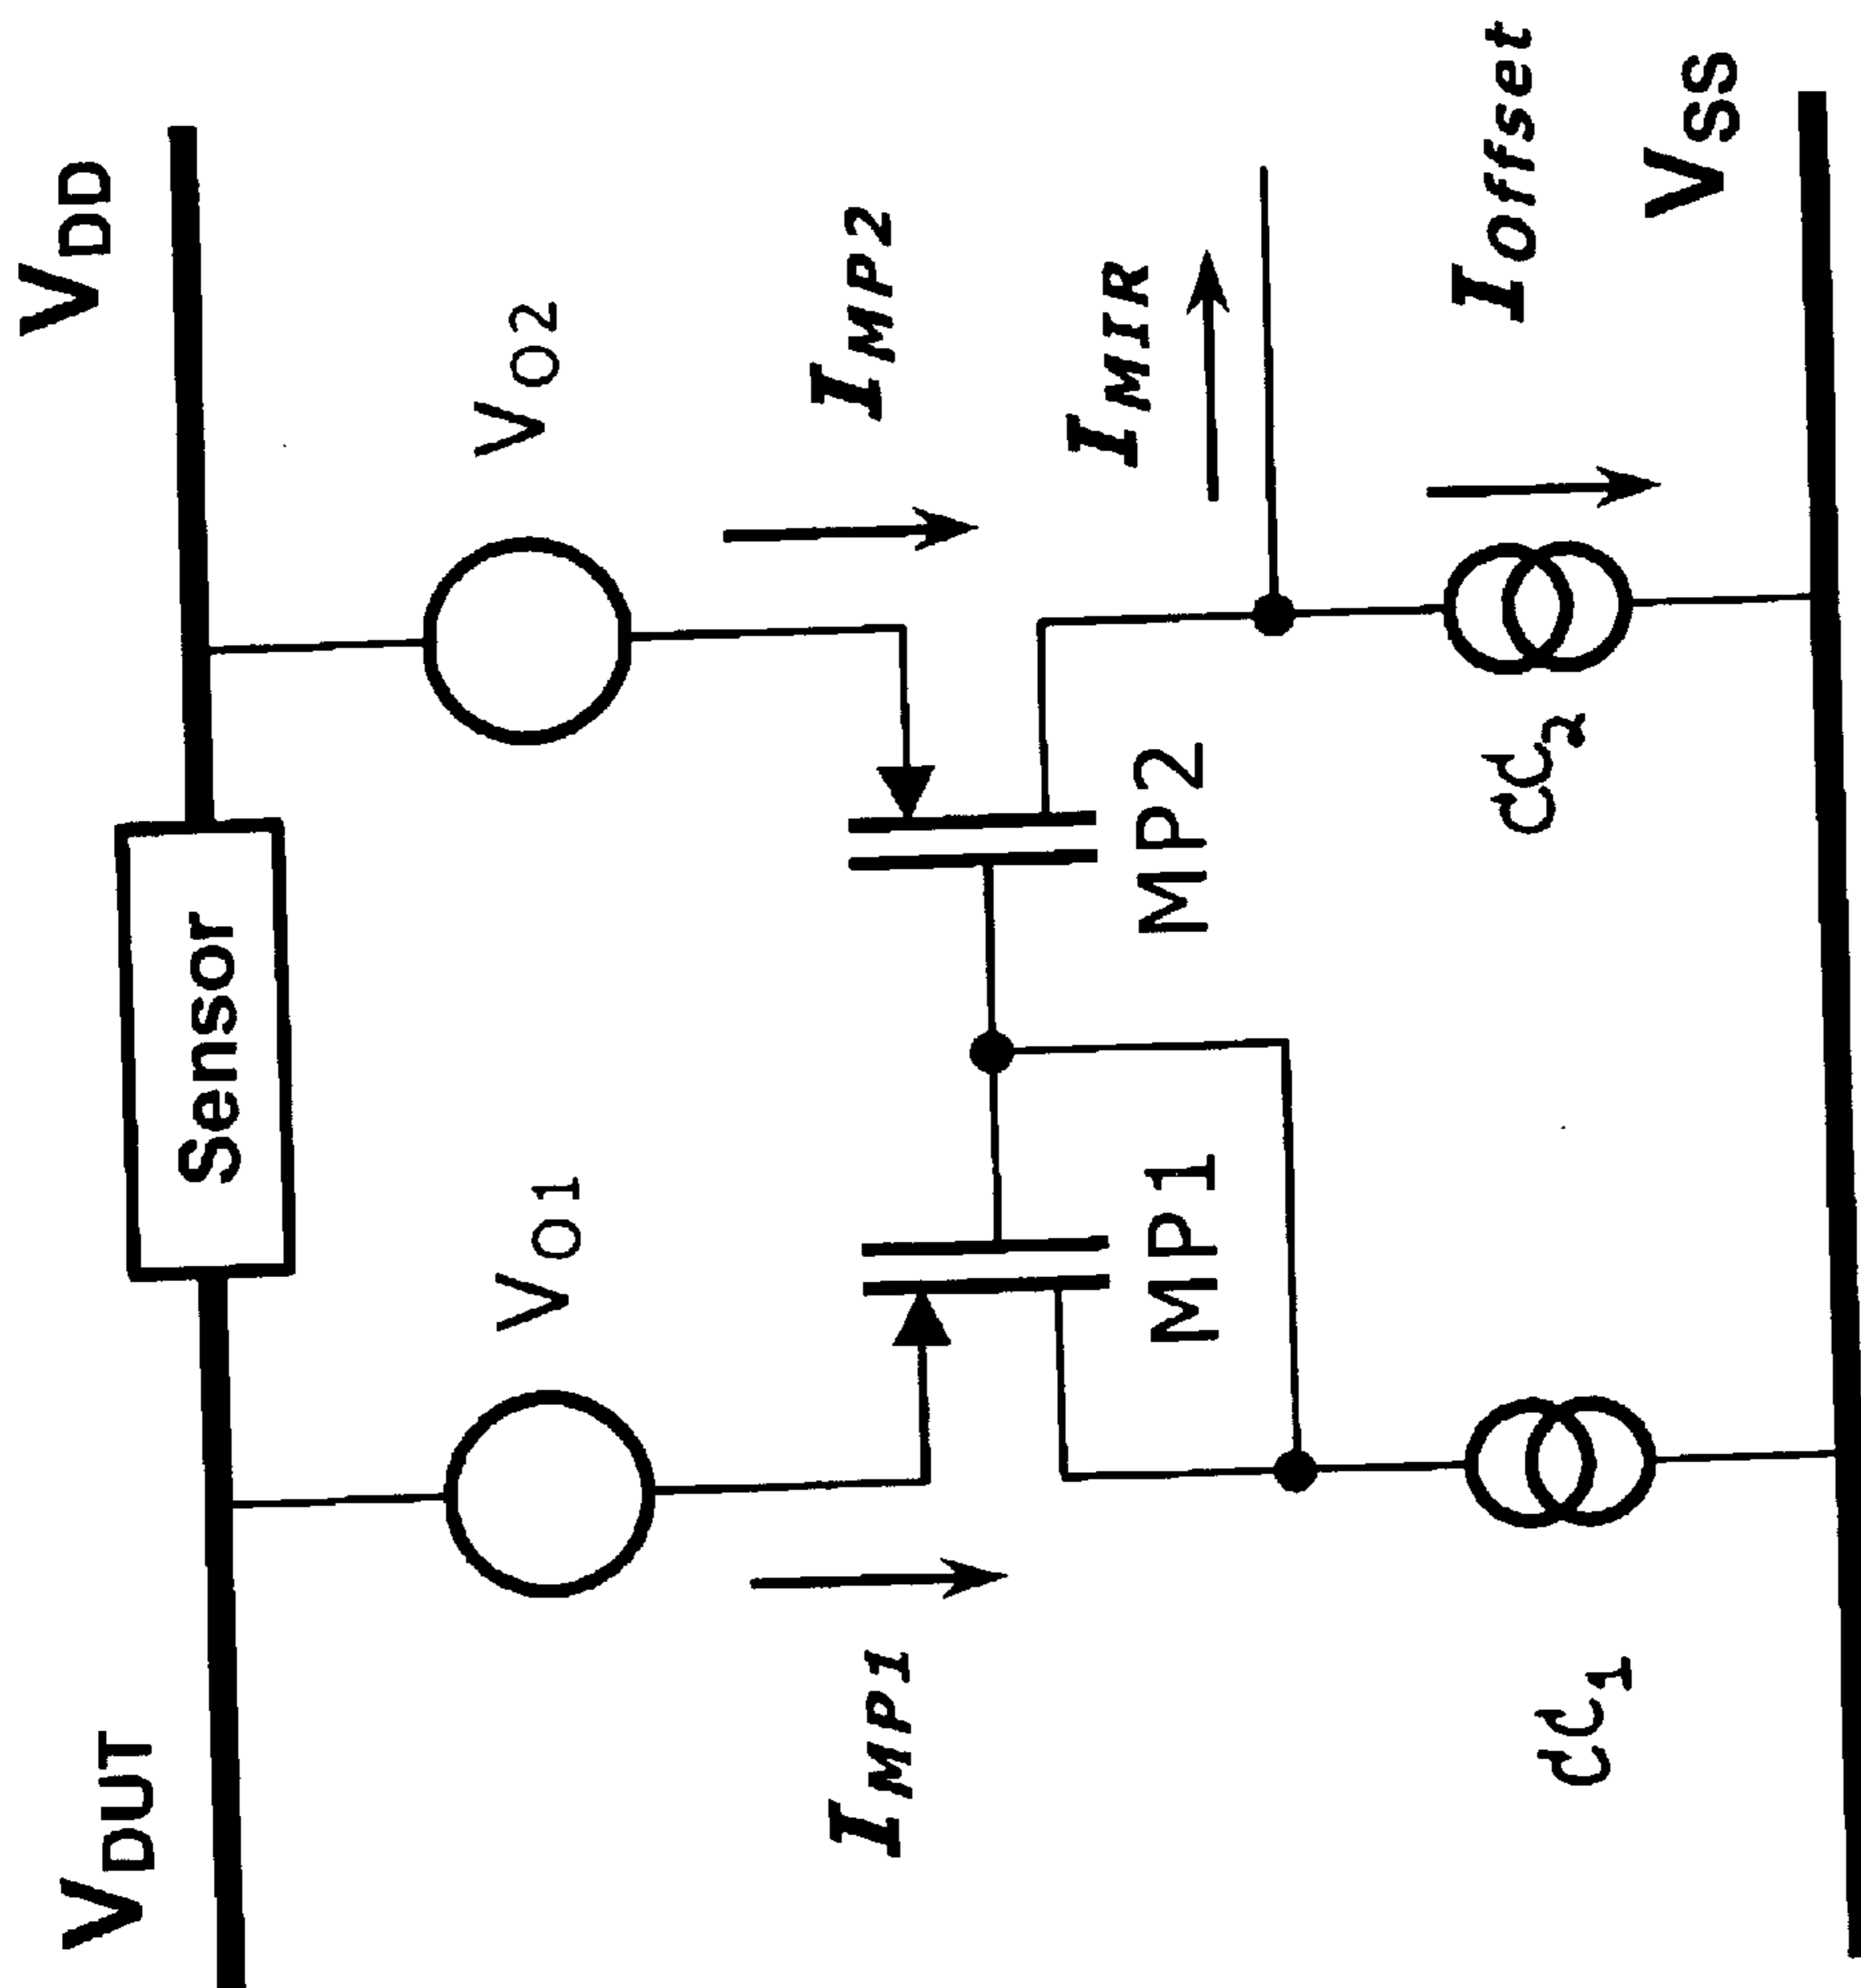 VDUT
Sensor
VDD
VO1
VO2
IMP1
IMP2
MP1
MP2
IMIR
CC1
CC2
IOffset
VSS